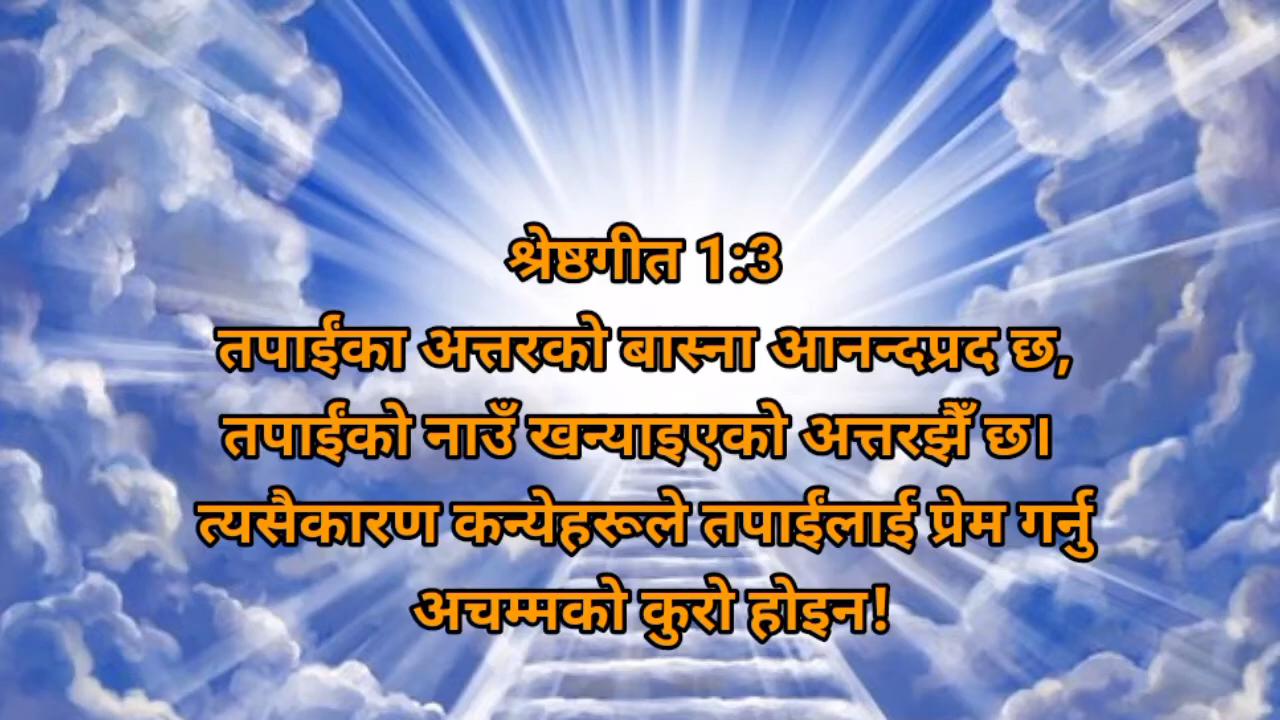 श्रेष्ठगीत 1:3
तपाईंका अत्तरको बास्ना आनन्दप्रद छ,
तपाईंको नाउँ खन्याइएको अत्तरझैँ छ।
त्यसैकारण कन्येहरूले तपाईंलाई प्रेम गर्नु
अचम्मको कुरो होइन!